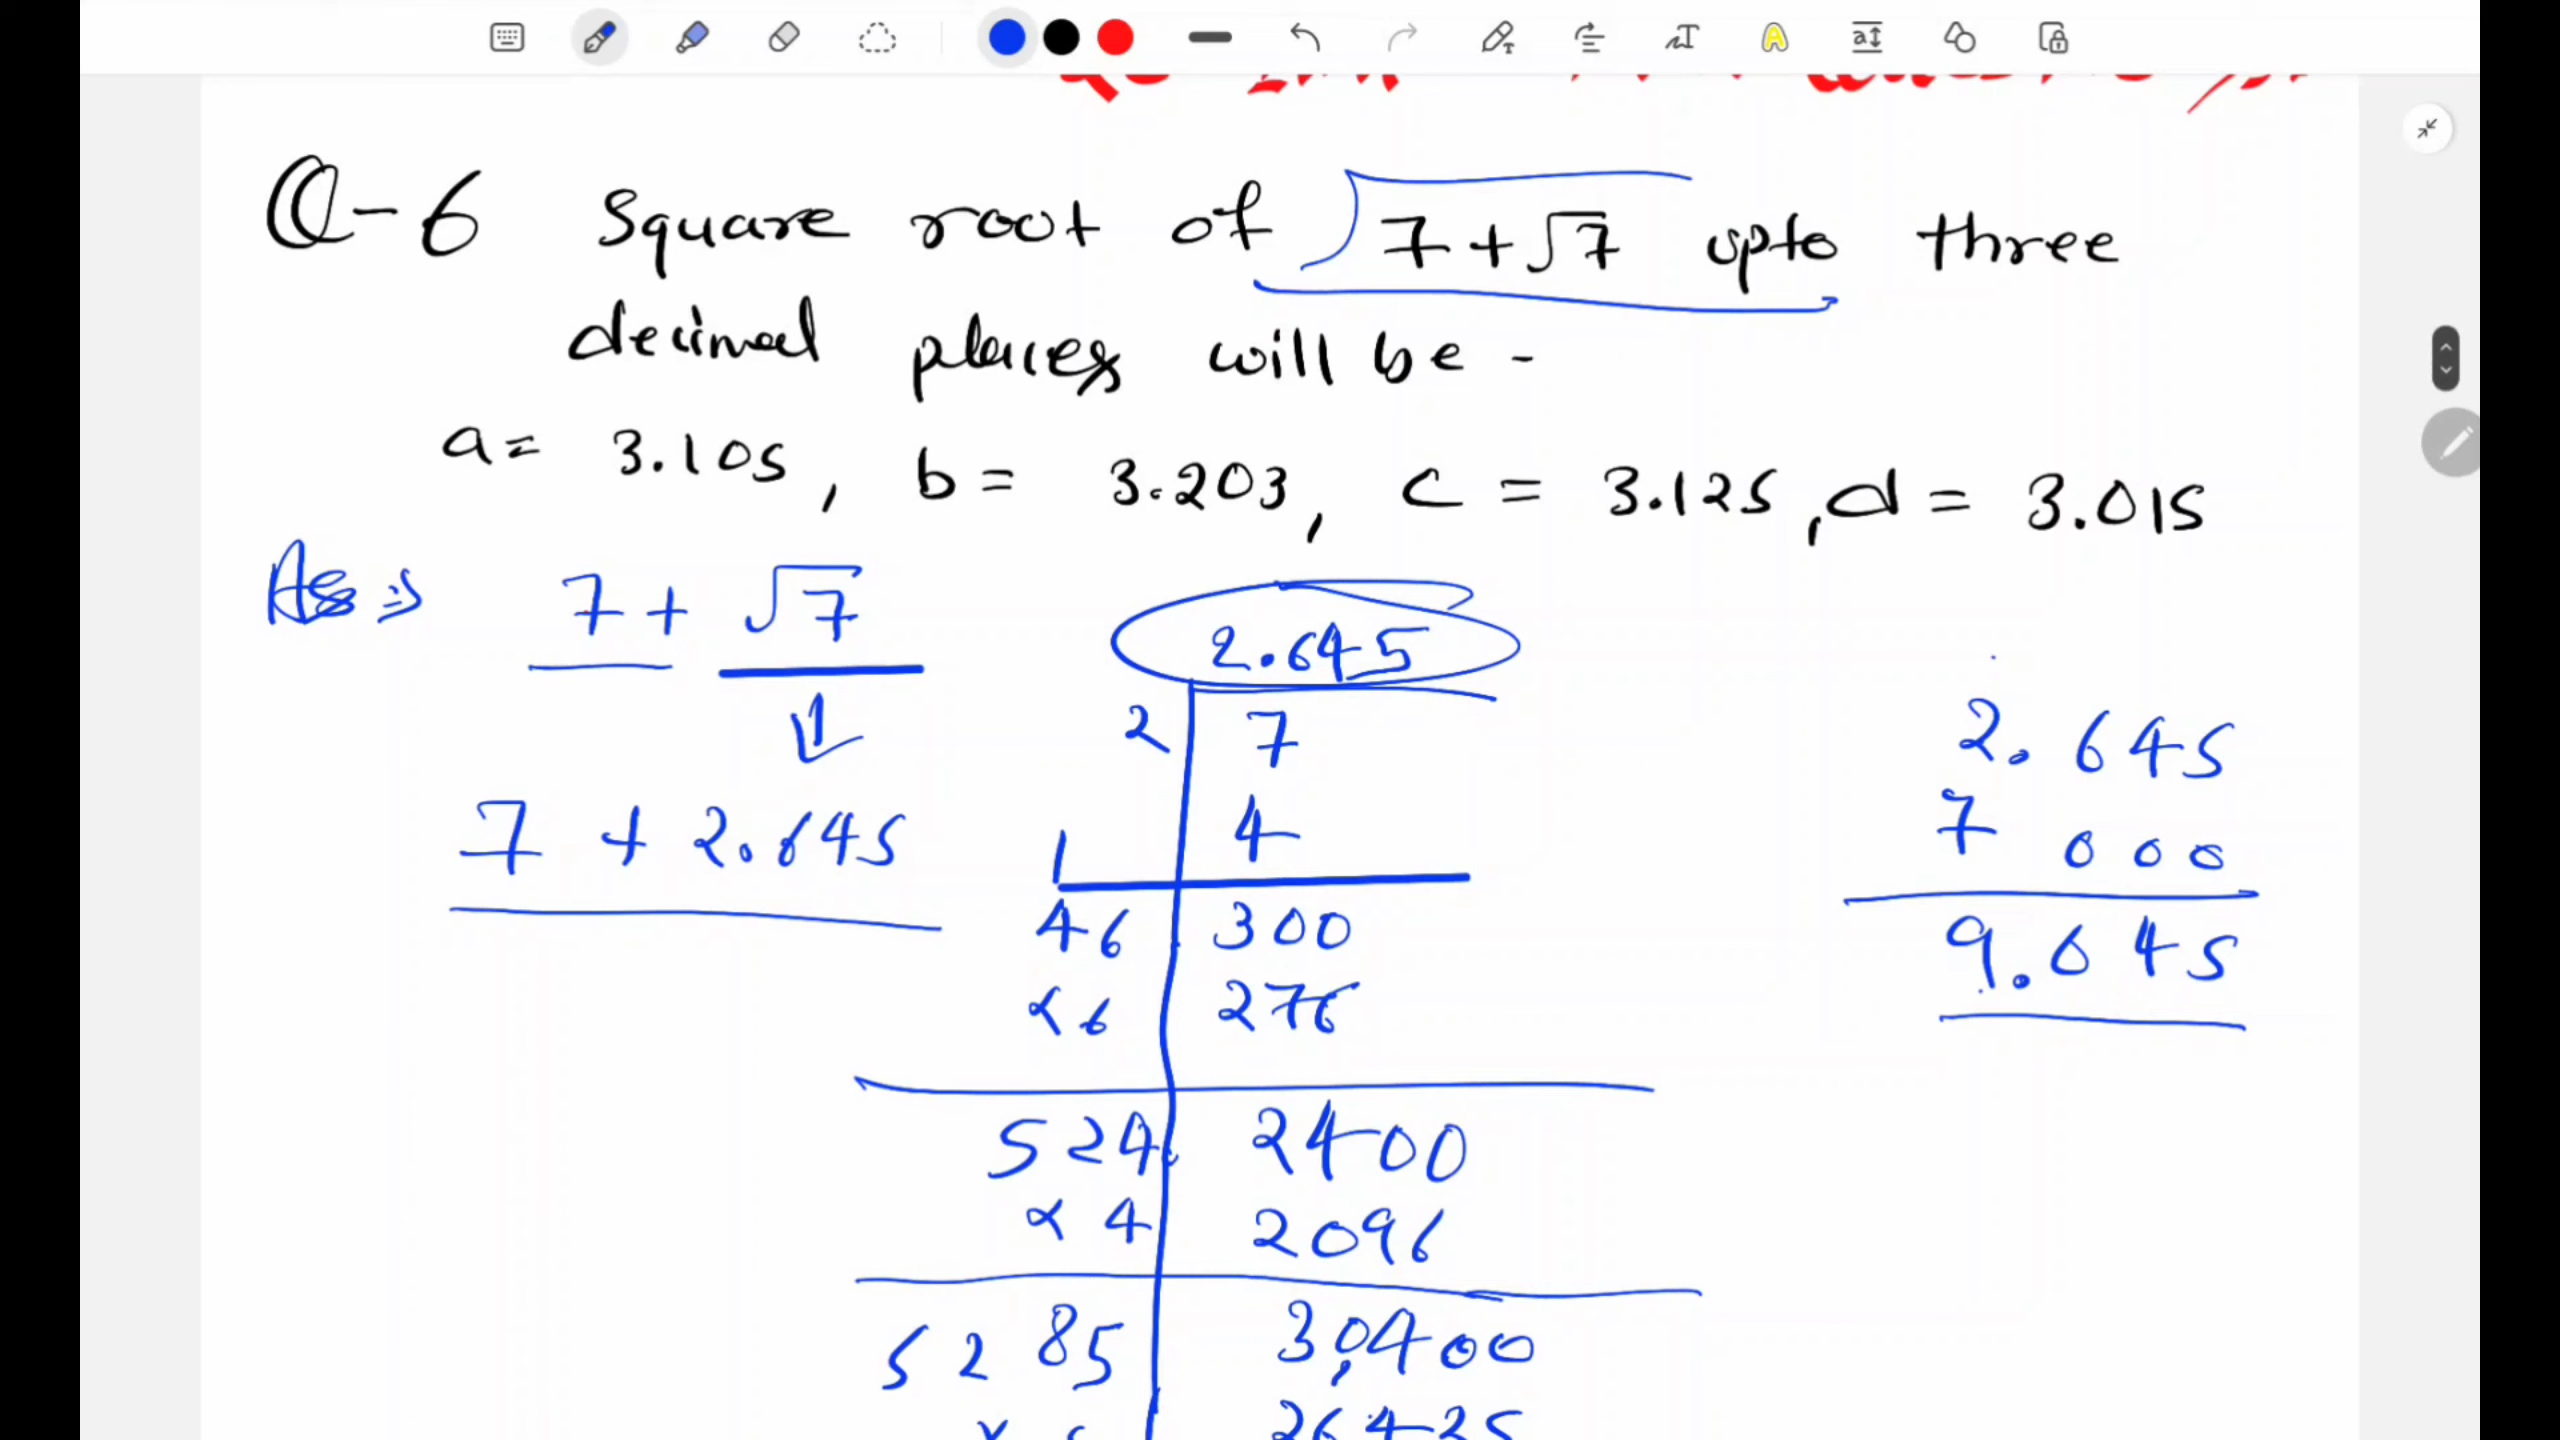 Q-6 Square root of √7+√7 upto three
decimal places will be -
a = 3.105, b = 3.203, c = 3.125, d = 3.015
Ans ⇒ 7 + √7
7 + 2.645
2.645
2 7
1 4
46 300
×6 276
524 2400
×4 2096
5285 30400
26425
2.645
7 000
9.645